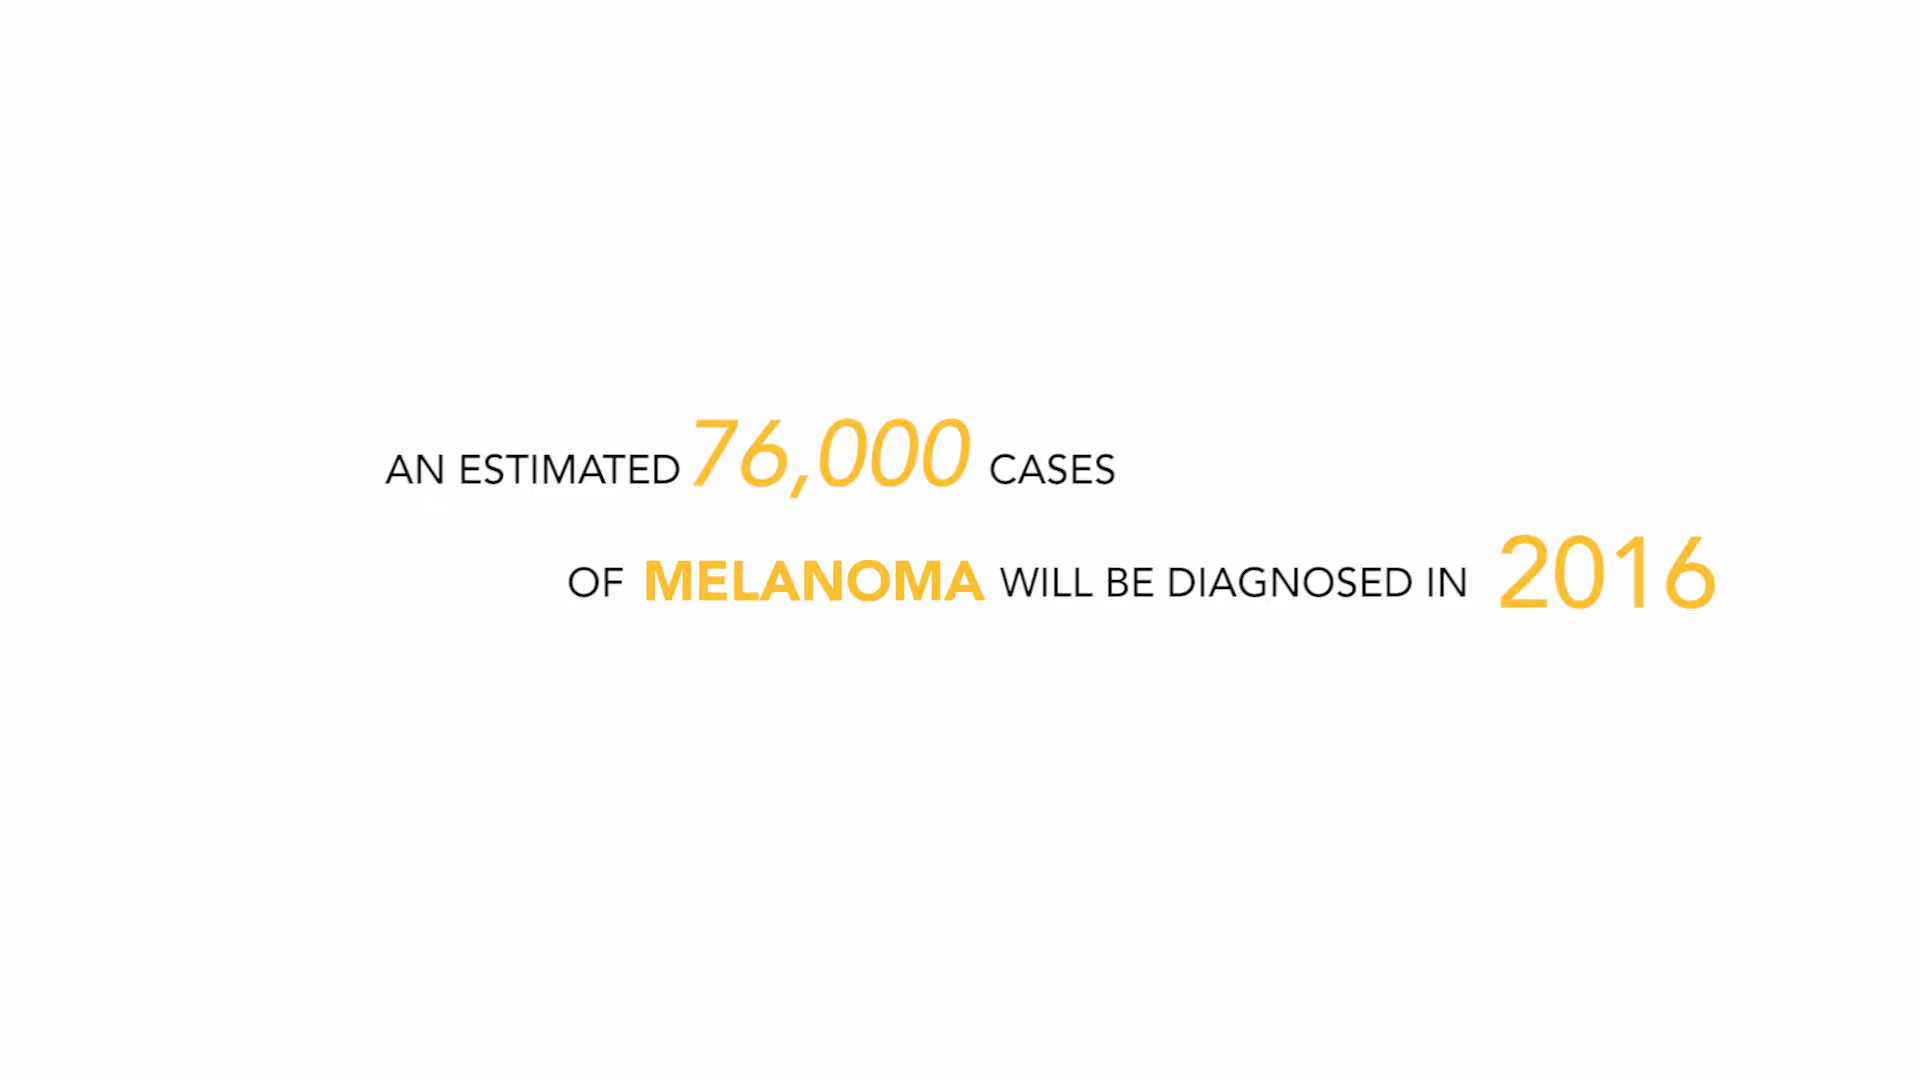 AN ESTIMATED 76,000 CASES
OF MELANOMA WILL BE DIAGNOSED IN 2016